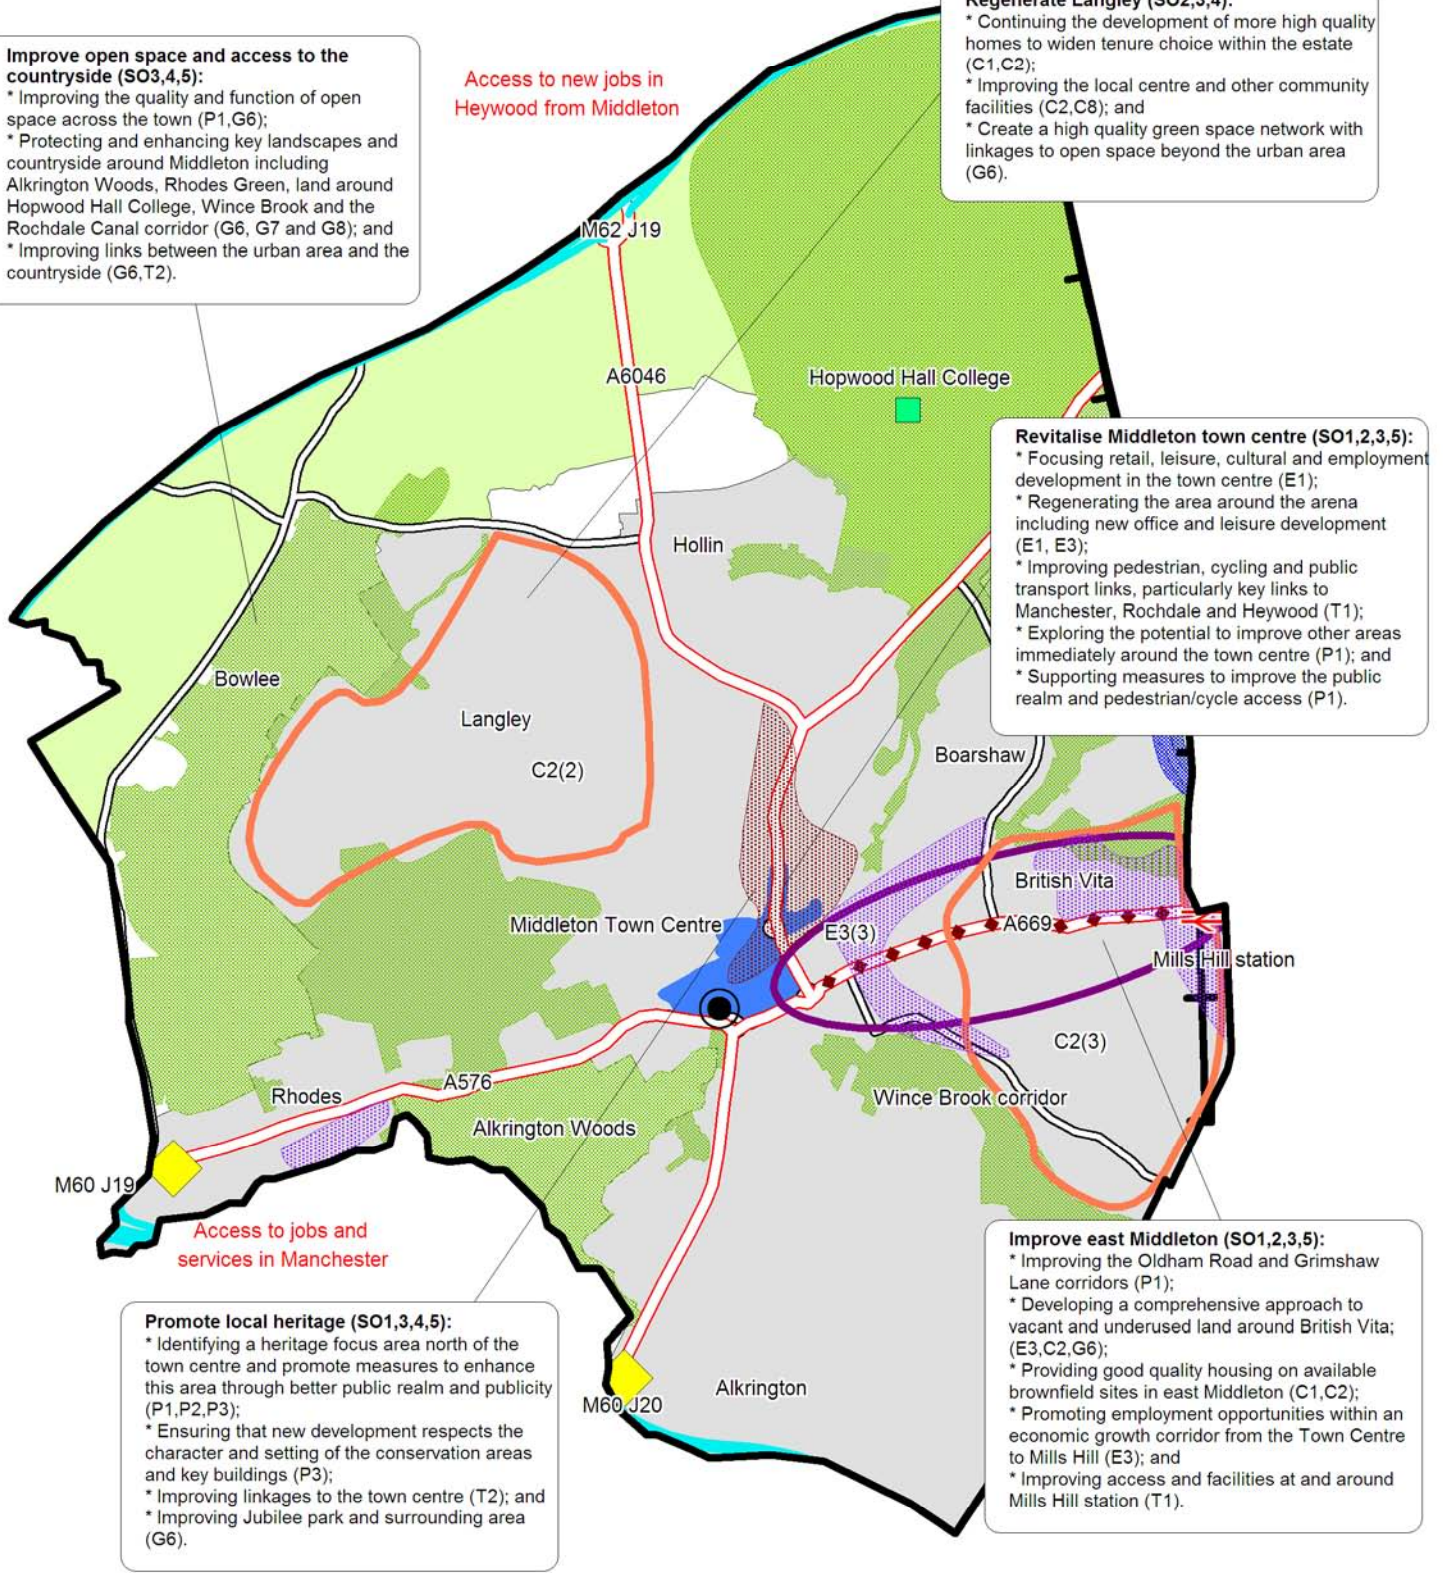 Regenerate Langley (SO2,3,4):
* Continuing the development of more high quality
homes to widen tenure choice within the estate
(C1,C2);
* Improving the local centre and other community
facilities (C2,C8); and
* Create a high quality green space network with
linkages to open space beyond the urban area
(G6).
Improve open space and access to the
countryside (SO3,4,5):
* Improving the quality and function of open
space across the town (P1,G6);
* Protecting and enhancing key landscapes and
countryside around Middleton including
Alkrington Woods, Rhodes Green, land around
Hopwood Hall College, Wince Brook and the
Rochdale Canal corridor (G6, G7 and G8); and
* Improving links between the urban area and the
countryside (G6,T2).
Access to new jobs in
Heywood from Middleton
M62 J19
A6046
Hopwood Hall College
Revitalise Middleton town centre (SO1,2,3,5):
* Focusing retail, leisure, cultural and employment
development in the town centre (E1);
* Regenerating the area around the arena
including new office and leisure development
(E1, E3);
* Improving pedestrian, cycling and public
transport links, particularly key links to
Manchester, Rochdale and Heywood (T1);
* Exploring the potential to improve other areas
immediately around the town centre (P1); and
* Supporting measures to improve the public
realm and pedestrian/cycle access (P1).
Hollin
Bowlee
Langley
C2(2)
Boarshaw
British Vita
Middleton Town Centre
E3(3)
A669
Mills Hill station
C2(3)
A576
Rhodes
Wince Brook corridor
Alkrington Woods
M60 J19
Access to jobs and
services in Manchester
Improve east Middleton (SO1,2,3,5):
* Improving the Oldham Road and Grimshaw
Lane corridors (P1);
* Developing a comprehensive approach to
vacant and underused land around British Vita;
(E3,C2,G6);
* Providing good quality housing on available
brownfield sites in east Middleton (C1,C2);
* Promoting employment opportunities within an
economic growth corridor from the Town Centre
to Mills Hill (E3); and
* Improving access and facilities at and around
Mills Hill station (T1).
Promote local heritage (SO1,3,4,5):
* Identifying a heritage focus area north of the
town centre and promote measures to enhance
this area through better public realm and publicity
(P1,P2,P3);
* Ensuring that new development respects the
character and setting of the conservation areas
and key buildings (P3);
* Improving linkages to the town centre (T2); and
* Improving Jubilee park and surrounding area
(G6).
Alkrington
M60 J20